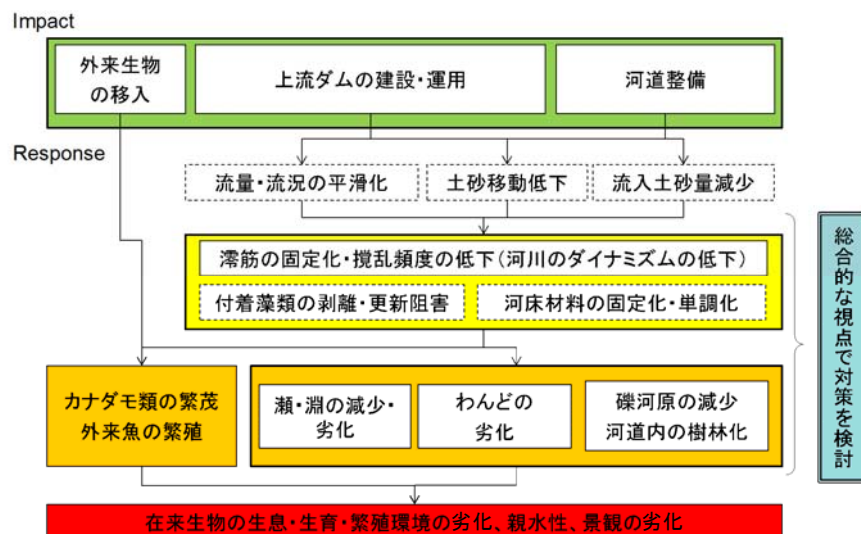 Impact
外来生物
の移入
上流ダムの建設・運用
河道整備
Response
流量・流況の平滑化
土砂移動低下
流入土砂量減少
澪筋の固定化・撹乱頻度の低下(河川のダイナミズムの低下)
付着藻類の剥離・更新阻害
河床材料の固定化・単調化
カナダモ類の繁茂
外来魚の繁殖
瀬・淵の減少・
劣化
わんどの
劣化
礫河原の減少
河道内の樹林化
総合的な視点で対策を検討
在来生物の生息・生育・繁殖環境の劣化、親水性、景観の劣化